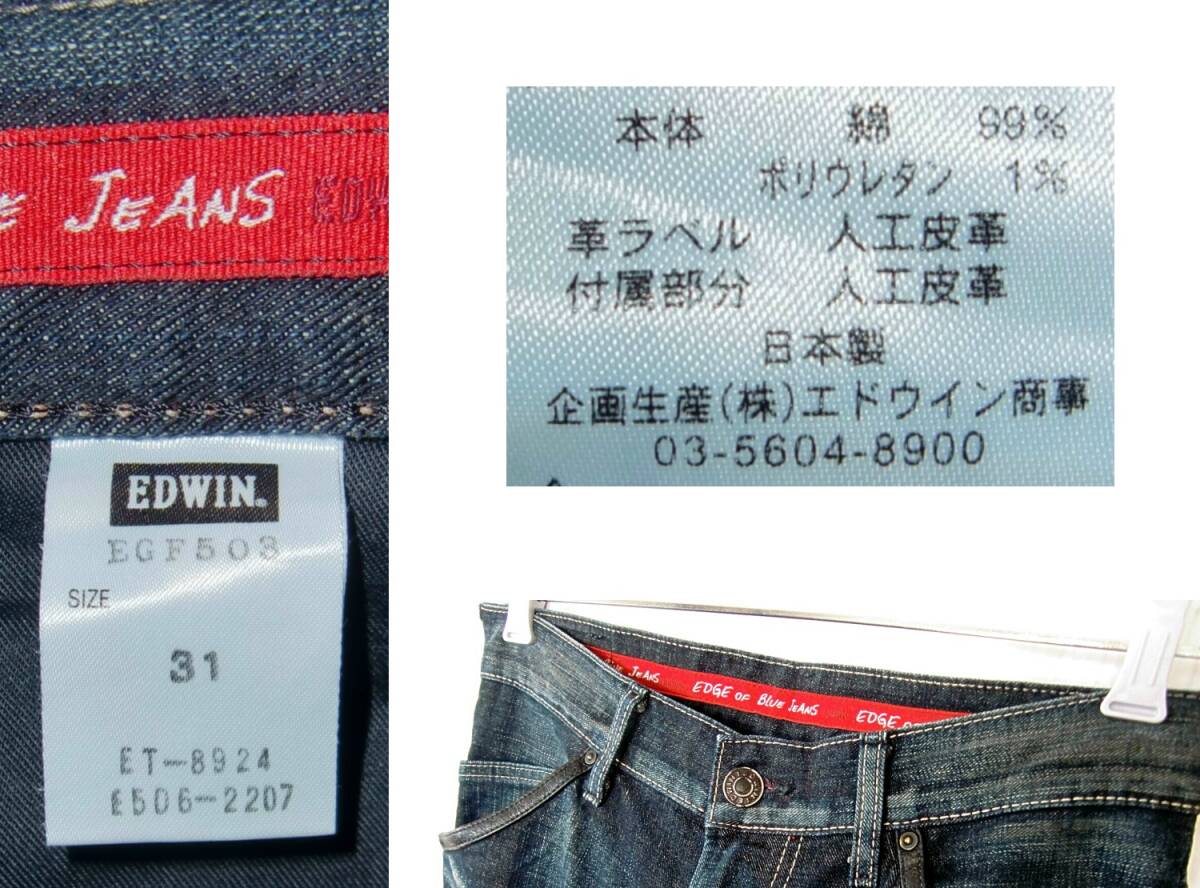 E JEANS EDW
EDWIN.
EGF503
SIZE
31
ET-8924
E506-2207
本体 綿 99%
ポリウレタン 1%
革ラベル 人工皮革
付属部分 人工皮革
日本製
企画生産(株)エドウイン商事
03-5604-8900
JEANS EDGE OF BLUE JEANS EDGE